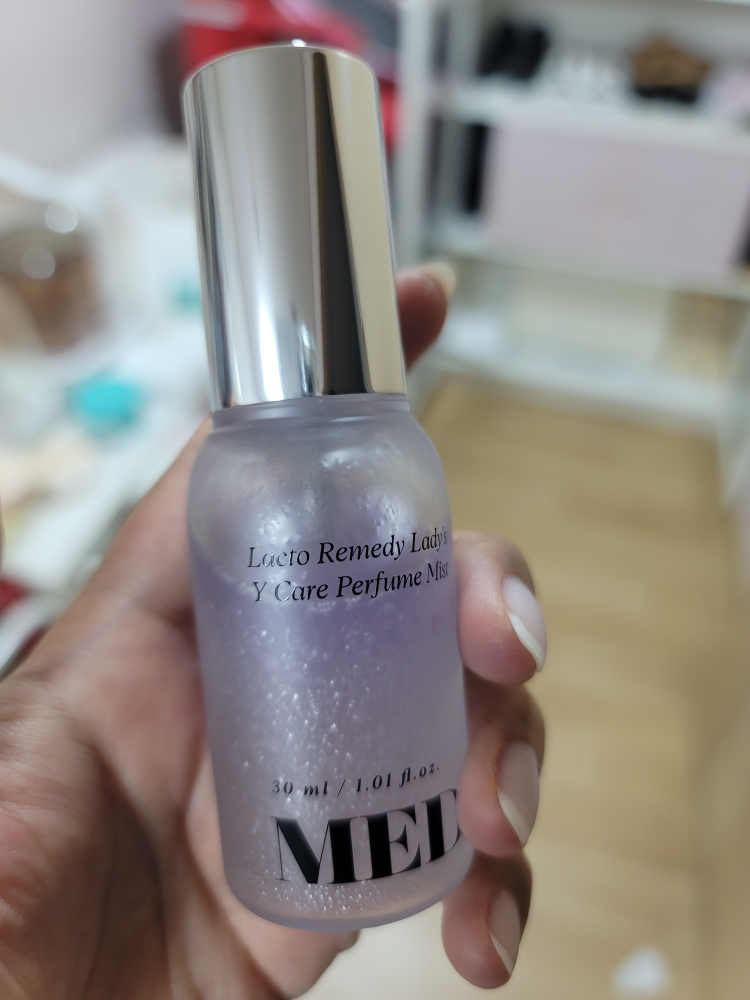 Lacto Remedy Lady's
Y Care Perfume Mist
30 ml / 1.01 fl.oz.
MED